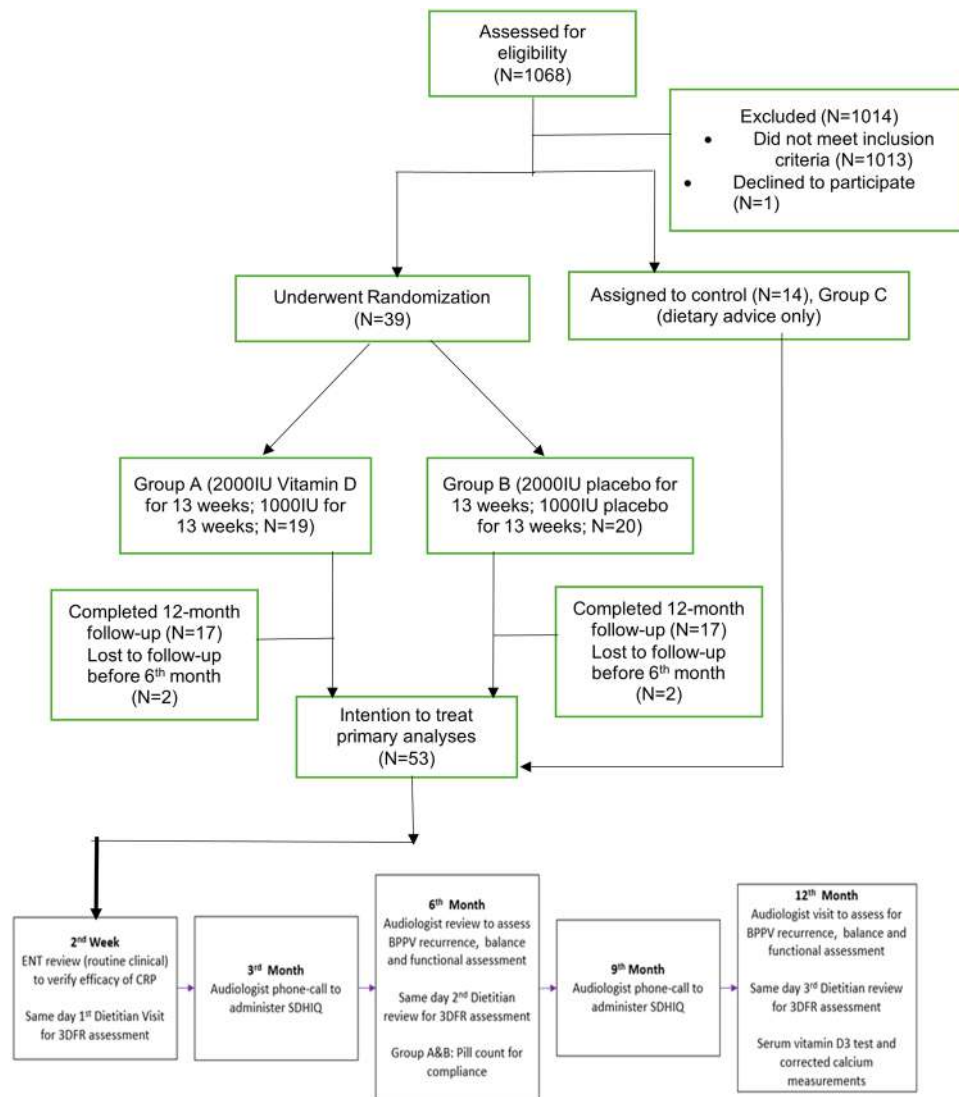 Assessed for
eligibility
(N=1068)
Excluded (N=1014)
• Did not meet inclusion
criteria (N=1013)
• Declined to participate
(N=1)
Underwent Randomization
(N=39)
Assigned to control (N=14), Group C
(dietary advice only)
Group A (2000IU Vitamin D
for 13 weeks; 1000IU for
13 weeks; N=19)
Group B (2000IU placebo for
13 weeks; 1000IU placebo
for 13 weeks; N=20)
Completed 12-month
follow-up (N=17)
Lost to follow-up
before 6th month
(N=2)
Completed 12-month
follow-up (N=17)
Lost to follow-up
before 6th month
(N=2)
Intention to treat
primary analyses
(N=53)
2nd Week
ENT review (routine clinical)
to verify efficacy of CRP
Same day 1st Dietitian Visit
for 3DFR assessment
3rd Month
Audiologist phone-call to
administer SDHIQ
6th Month
Audiologist review to assess
BPPV recurrence, balance
and functional assessment
Same day 2nd Dietitian
review for 3DFR assessment
Group A&B: Pill count for
compliance
9th Month
Audiologist phone-call to
administer SDHIQ
12th Month
Audiologist visit to assess for
BPPV recurrence, balance and
functional assessment
Same day 3rd Dietitian review
for 3DFR assessment
Serum vitamin D3 test and
corrected calcium
measurements